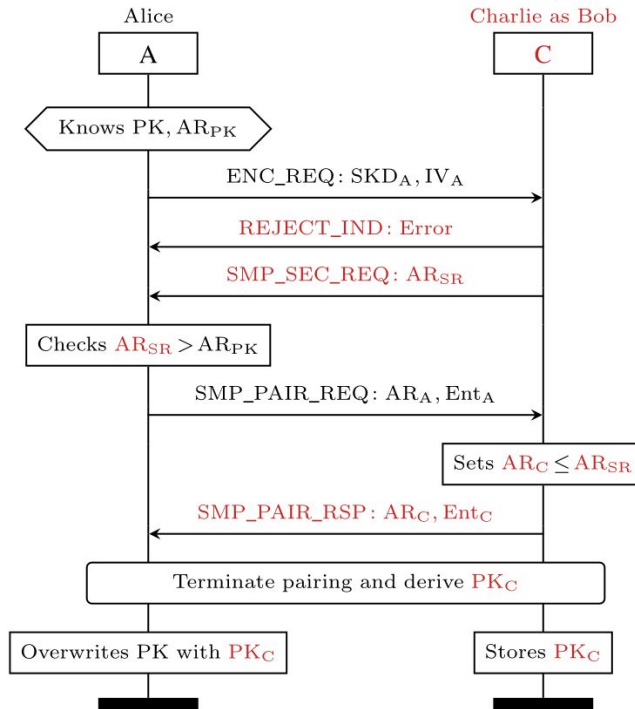 Alice
Charlie as Bob
A
C
Knows PK, AR_PK
ENC_REQ: SKD_A, IV_A
REJECT_IND: Error
SMP_SEC_REQ: AR_SR
Checks AR_SR > AR_PK
SMP_PAIR_REQ: AR_A, Ent_A
Sets AR_C ≤ AR_SR
SMP_PAIR_RSP: AR_C, Ent_C
Terminate pairing and derive PK_C
Overwrites PK with PK_C
Stores PK_C